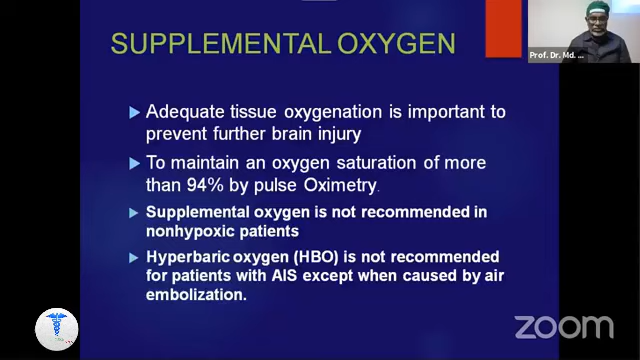 SUPPLEMENTAL OXYGEN
Prof. Dr. Md. ...
Adequate tissue oxygenation is important to
prevent further brain injury
To maintain an oxygen saturation of more
than 94% by pulse Oximetry.
Supplemental oxygen is not recommended in
nonhypoxic patients
Hyperbaric oxygen (HBO) is not recommended
for patients with AIS except when caused by air
embolization.
zoom